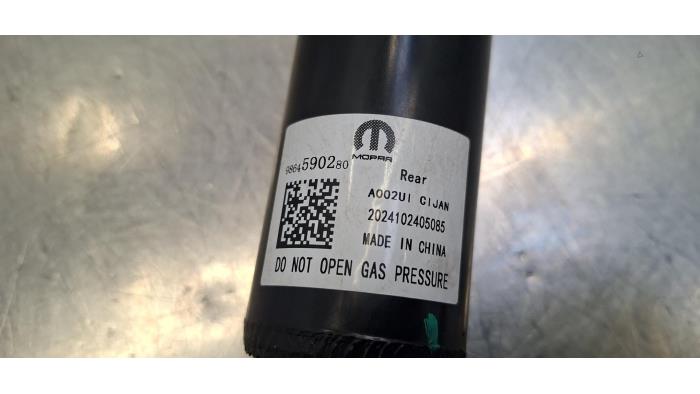 MOPAR
9864590280
Rear
A002UI CIJAN
2024102405085
MADE IN CHINA
DO NOT OPEN GAS PRESSURE